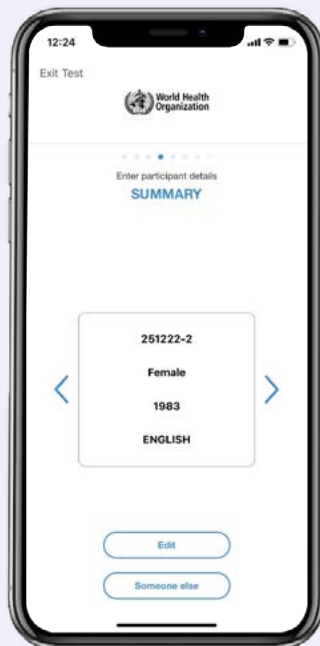 12:24
Exit Test
World Health
Organization
Enter participant details
SUMMARY
251222-2
Female
1983
ENGLISH
Edit
Someone else